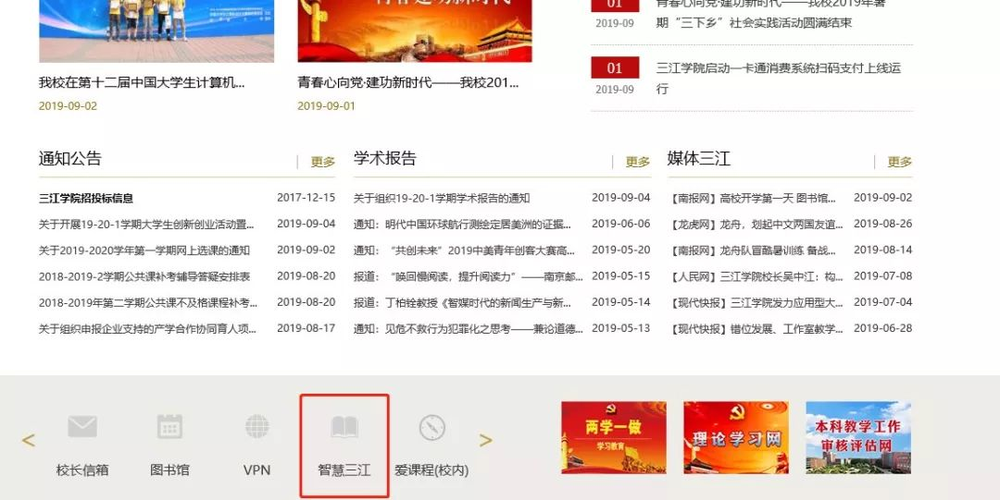 青春心向党·建功新时代——我校2019年暑
01
2019-09
期“三下乡”社会实践活动圆满结束
01
2019-09
三江学院启动一卡通消费系统扫码支付上线运
行
我校在第十二届中国大学生计算机...
2019-09-02
青春心向党·建功新时代——我校201...
2019-09-01
通知公告
更多
三江学院招投标信息 2017-12-15
关于开展19-20-1学期大学生创新创业活动置... 2019-09-04
关于2019-2020学年第一学期网上选课的通知 2019-09-02
2018-2019-2学期公共课补考辅导答疑安排表 2019-08-20
2018-2019年第二学期公共课不及格课程补考... 2019-08-20
关于组织申报企业支持的产学合作协同育人项... 2019-08-17
学术报告
更多
关于组织19-20-1学期学术报告的通知 2019-09-04
通知：明代中国环球航行测绘定居美洲的证据... 2019-06-06
通知：“共创未来”2019中美青年创客大赛高... 2019-05-20
报道：“唤回慢阅读，提升阅读力”——南京邮... 2019-05-15
报道：丁柏铨教授《智媒时代的新闻生产与新... 2019-05-14
通知：见危不救行为犯罪化之思考——兼论道德... 2019-05-13
媒体三江
更多
【南报网】高校开学第一天 图书馆... 2019-09-02
【龙虎网】龙舟，划起中文两国友谊... 2019-08-26
【南报网】龙舟队冒酷暑训练 备战... 2019-08-14
【人民网】三江学院校长吴中江：构... 2019-07-08
【现代快报】三江学院发力应用型大... 2019-07-04
【现代快报】错位发展、工作室教学... 2019-06-28
<
校长信箱
图书馆
VPN
智慧三江
爱课程(校内)
>
两学一做
学习教育
理论学习网
本科教学工作
审核评估网